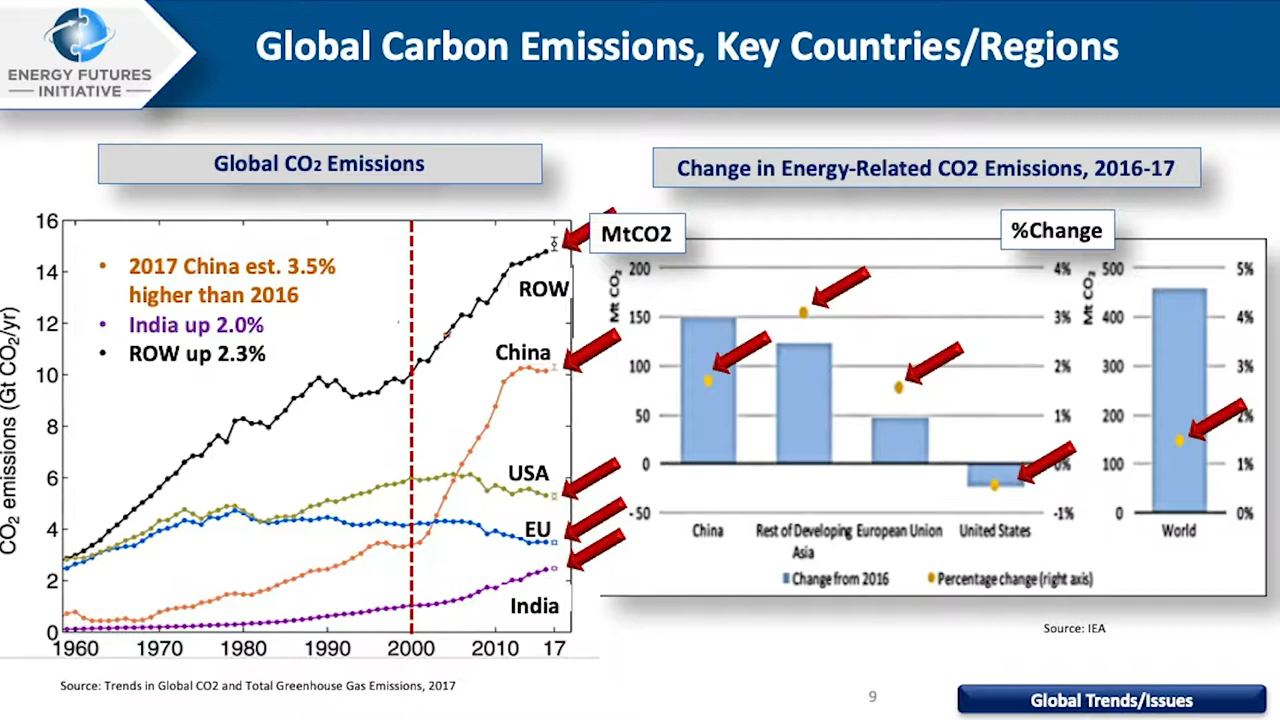 ENERGY FUTURES
INITIATIVE
Global Carbon Emissions, Key Countries/Regions
Global CO2 Emissions
Change in Energy-Related CO2 Emissions, 2016-17
16
14
12
10
8
6
4
2
0
CO2 emissions (Gt CO2/yr)
• 2017 China est. 3.5%
higher than 2016
• India up 2.0%
• ROW up 2.3%
ROW
China
USA
EU
India
1960 1970 1980 1990 2000 2010 17
Source: Trends in Global CO2 and Total Greenhouse Gas Emissions, 2017
MtCO2
%Change
Mt CO2
200
150
100
50
0
-50
4%
3%
2%
1%
0%
-1%
China
Rest of Developing
Asia
European Union
United States
Change from 2016
Percentage change (right axis)
Mt CO2
500
400
300
200
100
0
5%
4%
3%
2%
1%
0%
World
Source: IEA
9
Global Trends/Issues